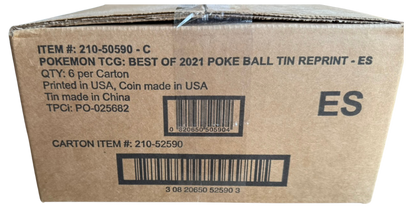 ITEM #: 210-50590 - C
POKEMON TCG: BEST OF 2021 POKE BALL TIN REPRINT - ES
QTY: 6 per Carton
Printed in USA, Coin made in USA
Tin made in China
TPCi: PO-025682
ES
0 20650 50590 4
CARTON ITEM #: 210-52590
3 08 20650 52590 3